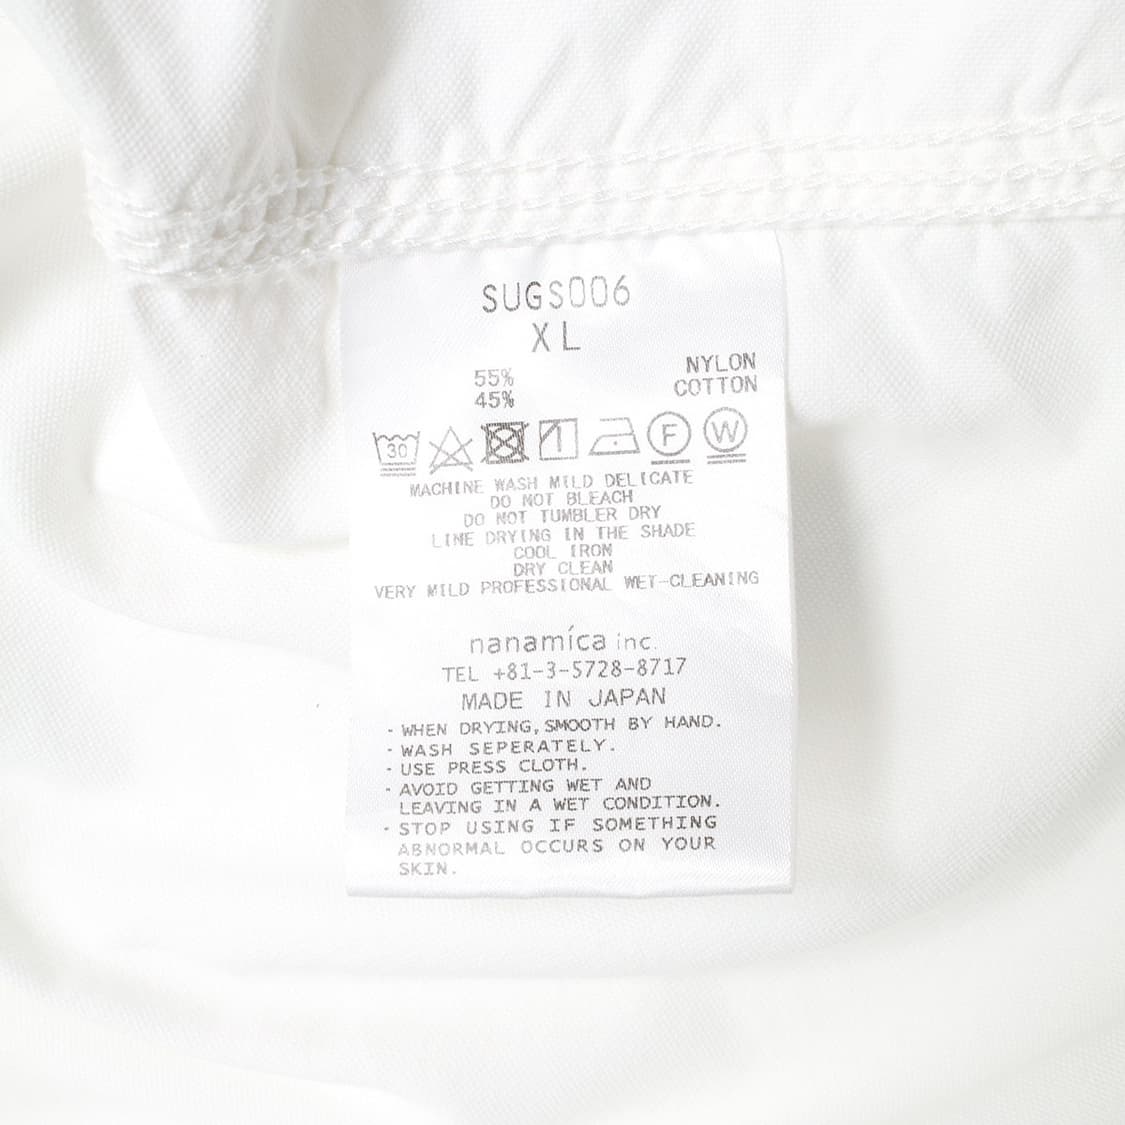 SUGS006
XL
55% NYLON
45% COTTON
30 F W
MACHINE WASH MILD DELICATE
DO NOT BLEACH
DO NOT TUMBLER DRY
LINE DRYING IN THE SHADE
COOL IRON
DRY CLEAN
VERY MILD PROFESSIONAL WET-CLEANING
nanamíca inc.
TEL +81-3-5728-8717
MADE IN JAPAN
· WHEN DRYING, SMOOTH BY HAND.
· WASH SEPERATELY.
· USE PRESS CLOTH.
· AVOID GETTING WET AND
LEAVING IN A WET CONDITION.
· STOP USING IF SOMETHING
ABNORMAL OCCURS ON YOUR
SKIN.